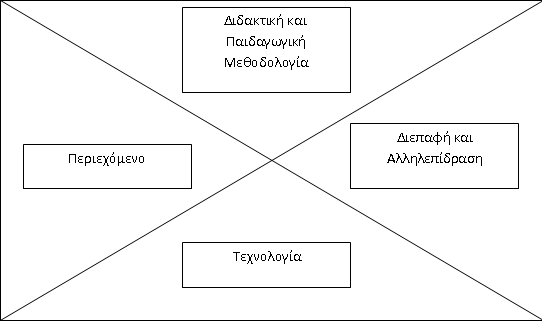 Διδακτική και
Παιδαγωγική
Μεθοδολογία
Περιεχόμενο
Διεπαφή και
Αλληλεπίδραση
Τεχνολογία